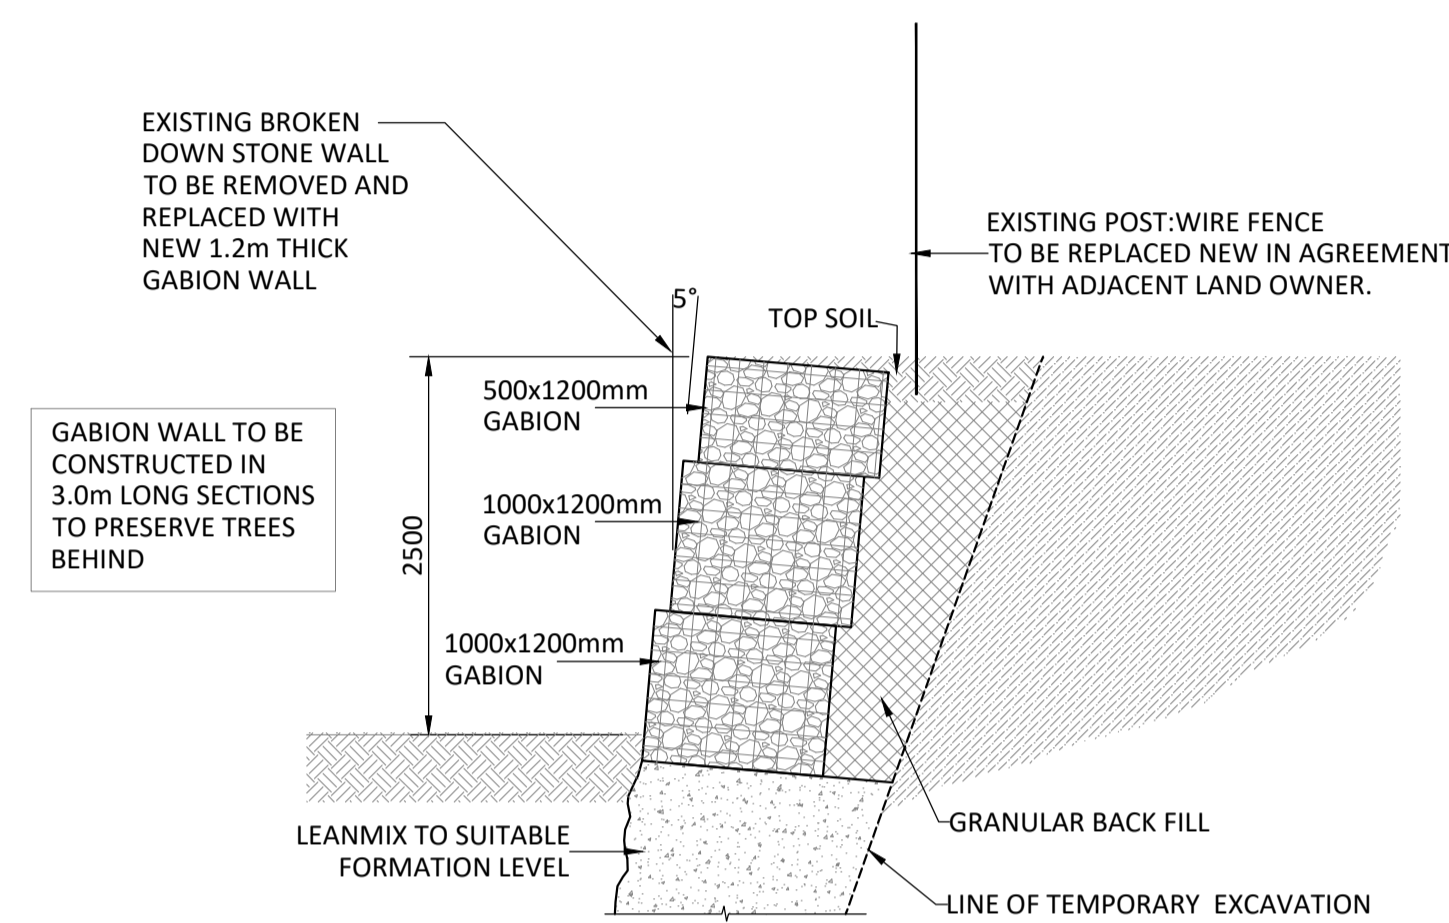 EXISTING BROKEN
DOWN STONE WALL
TO BE REMOVED AND
REPLACED WITH
NEW 1.2m THICK
GABION WALL
EXISTING POST:WIRE FENCE
TO BE REPLACED NEW IN AGREEMENT
WITH ADJACENT LAND OWNER.
5°
TOP SOIL
500x1200mm
GABION
GABION WALL TO BE
CONSTRUCTED IN
3.0m LONG SECTIONS
TO PRESERVE TREES
BEHIND
2500
1000x1200mm
GABION
1000x1200mm
GABION
GRANULAR BACK FILL
LEANMIX TO SUITABLE
FORMATION LEVEL
LINE OF TEMPORARY EXCAVATION